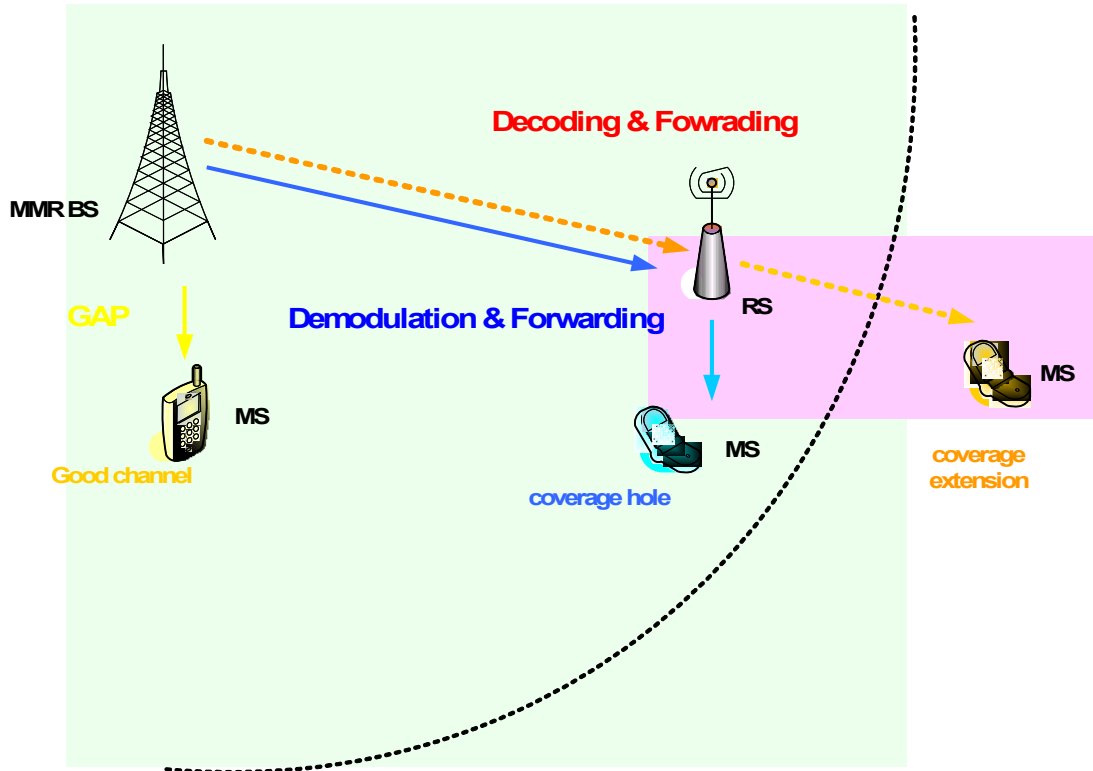 Decoding & Fowrading
MMR BS
RS
GAP
Demodulation & Forwarding
MS
MS
MS
Good channel
coverage hole
coverage
extension